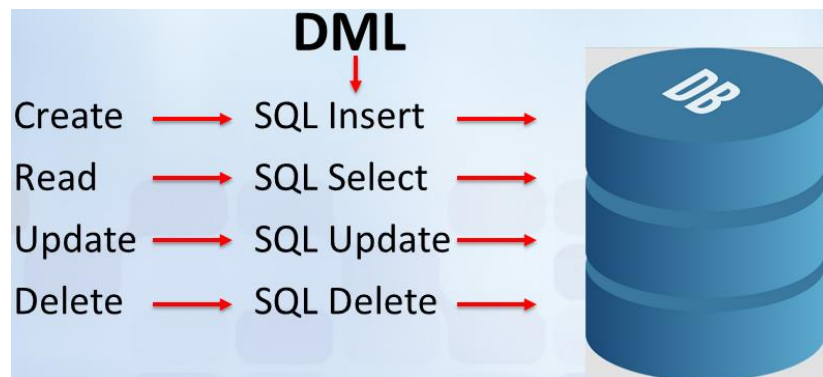 DML
Create SQL Insert
Read SQL Select
Update SQL Update
Delete SQL Delete
DB